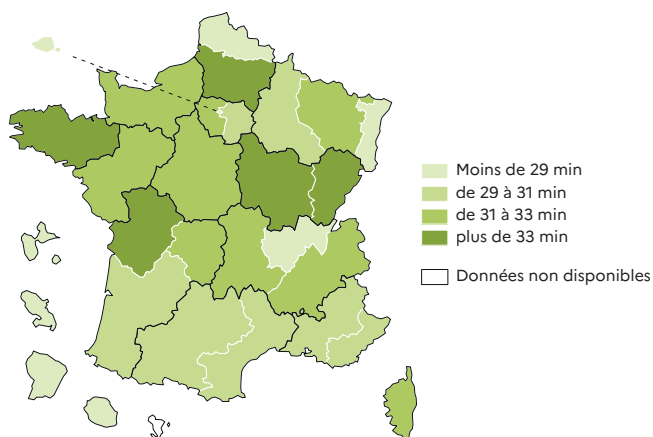 Moins de 29 min
de 29 à 31 min
de 31 à 33 min
plus de 33 min
Données non disponibles